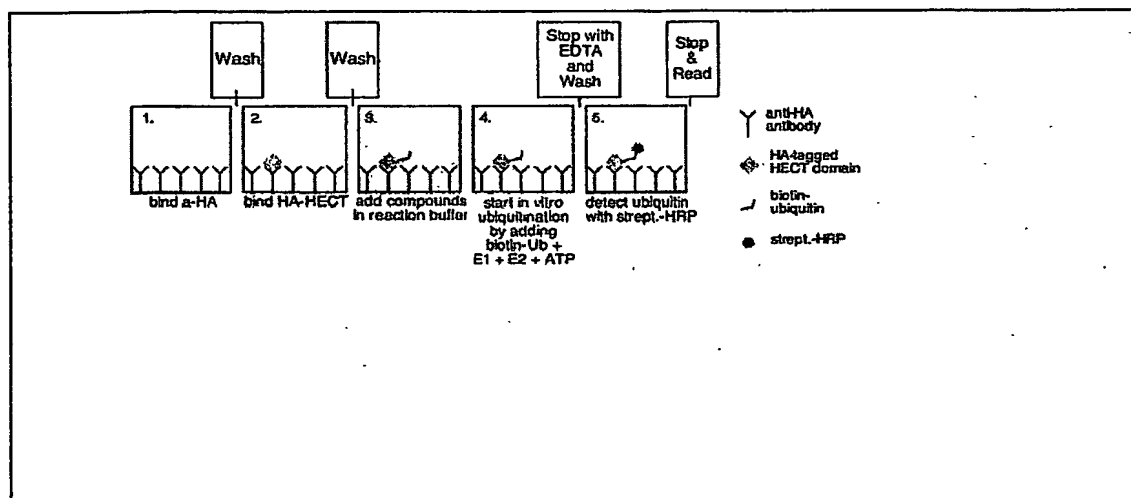 Wash
Wash
Stop with
EDTA
and
Wash
Stop
&
Read
1.
2.
3.
4.
5.
bind a-HA
bind HA-HECT
add compounds
in reaction buffer
start in vitro
ubiquitination
by adding
biotin-Ub +
E1 + E2 + ATP
detect ubiquitin
with strept.-HRP
anti-HA
antibody
HA-tagged
HECT domain
biotin-
ubiquitin
strept.-HRP